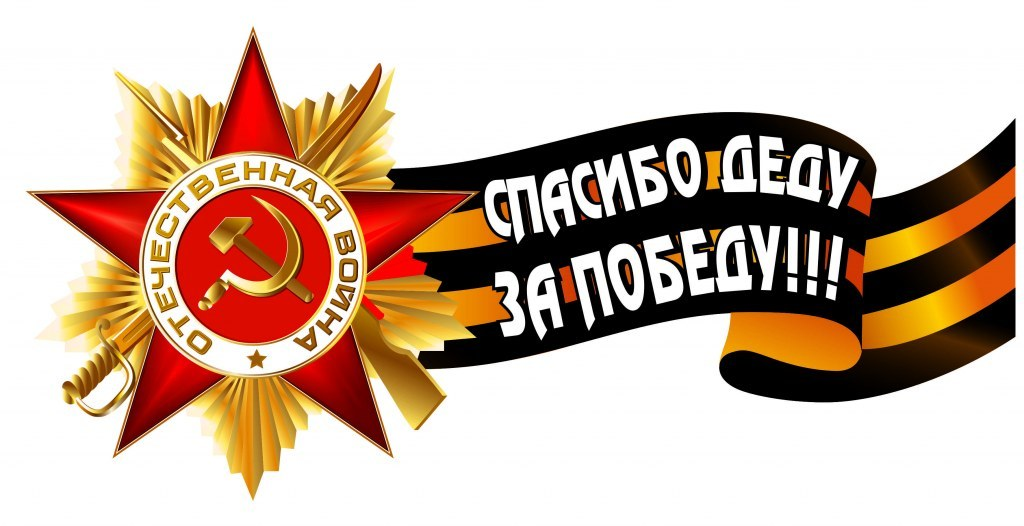 ОТЕЧЕСТВЕННАЯ ВОЙНА
СПАСИБО ДЕДУ
ЗА ПОБЕДУ!!!